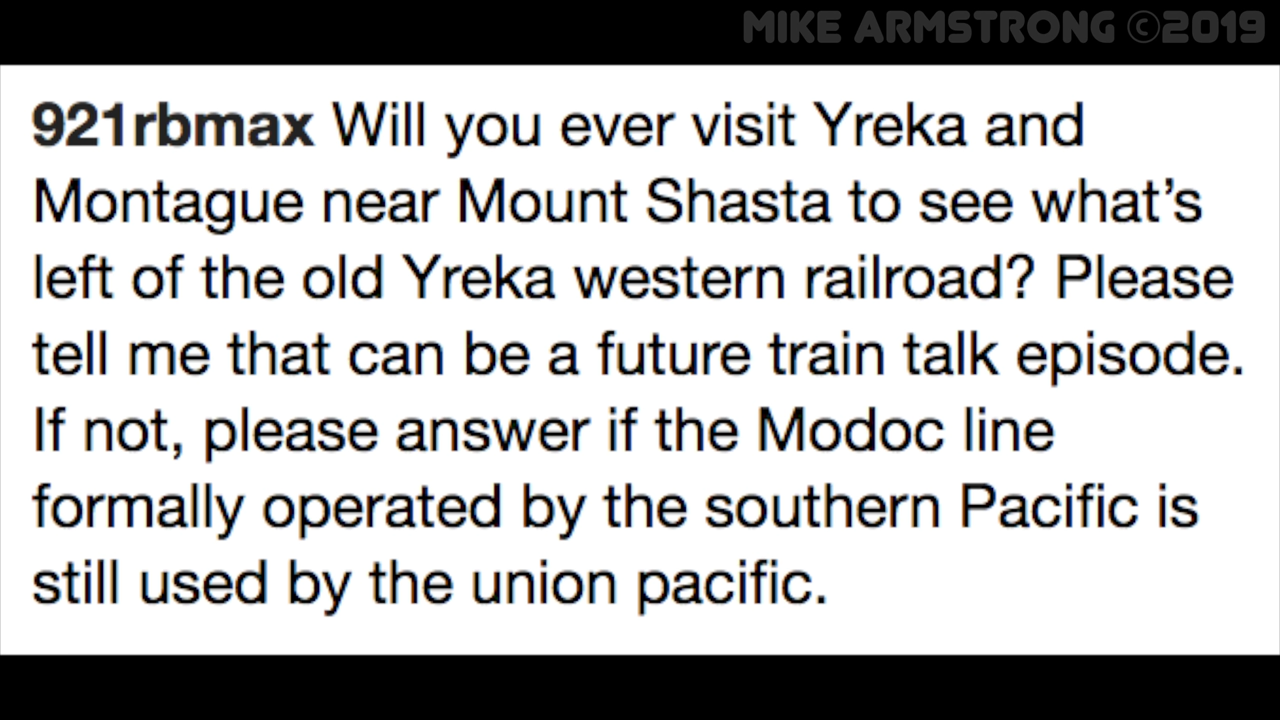 MIKE ARMSTRONG ©2019
921rbmax Will you ever visit Yreka and
Montague near Mount Shasta to see what's
left of the old Yreka western railroad? Please
tell me that can be a future train talk episode.
If not, please answer if the Modoc line
formally operated by the southern Pacific is
still used by the union pacific.